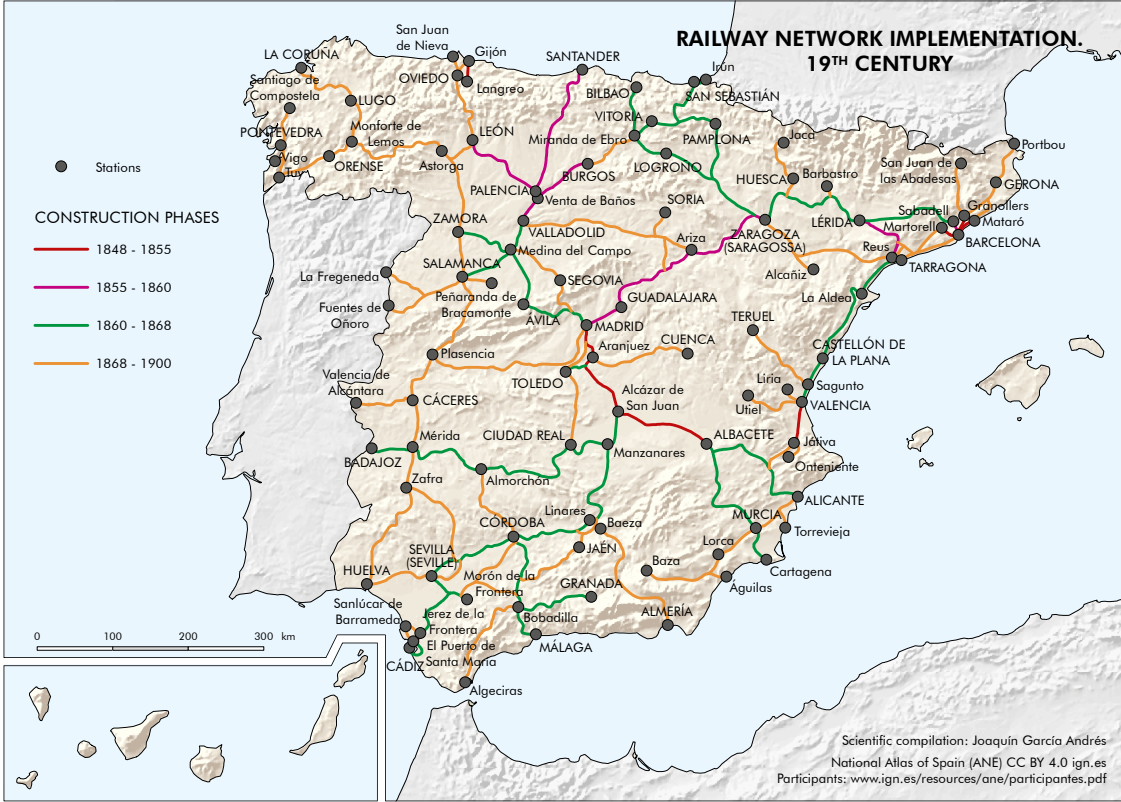 RAILWAY NETWORK IMPLEMENTATION.
19TH CENTURY
San Juan
de Nieva
Gijón
LA CORUÑA
OVIEDO
Langreo
SANTANDER
Irún
BILBAO
SAN SEBASTIÁN
Santiago de
Compostela
LUGO
VITORIA
PONTEVEDRA
Monforte de
Lemos
LEÓN
Miranda de Ebro
PAMPLONA
Jaca
Portbou
Vigo
Tuy
ORENSE
Astorga
BURGOS
LOGROÑO
HUESCA
Barbastro
San Juan de
las Abadesas
GERONA
PALENCIA
Venta de Baños
SORIA
Granollers
Sabadell
Mataró
Martorell
BARCELONA
ZAMORA
VALLADOLID
ZARAGOZA
(SARAGOSSA)
LÉRIDA
Reus
TARRAGONA
Medina del Campo
Ariza
SALAMANCA
La Fregeneda
Peñaranda de
Bracamonte
SEGOVIA
Alcañiz
GUADALAJARA
La Aldea
Fuentes de
Oñoro
ÁVILA
MADRID
TERUEL
Aranjuez
CUENCA
CASTELLÓN DE
LA PLANA
Plasencia
TOLEDO
Liria
Sagunto
Valencia de
Alcántara
CÁCERES
Alcázar de
San Juan
Utiel
VALENCIA
Mérida
CIUDAD REAL
ALBACETE
Játiva
BADAJOZ
Manzanares
Onteniente
Zafra
Almorchón
ALICANTE
Linares
Baeza
MURCIA
CÓRDOBA
Torrevieja
SEVILLA
(SEVILLE)
JAÉN
Lorca
Baza
HUELVA
Morón de la
Frontera
GRANADA
Cartagena
Águilas
Sanlúcar de
Barrameda
Jerez de la
Frontera
Bobadilla
ALMERÍA
El Puerto de
Santa María
MÁLAGA
CÁDIZ
Algeciras
Stations
CONSTRUCTION PHASES
1848 - 1855
1855 - 1860
1860 - 1868
1868 - 1900
0 100 200 300 km
Scientific compilation: Joaquín García Andrés
National Atlas of Spain (ANE) CC BY 4.0 ign.es
Participants: www.ign.es/resources/ane/participantes.pdf